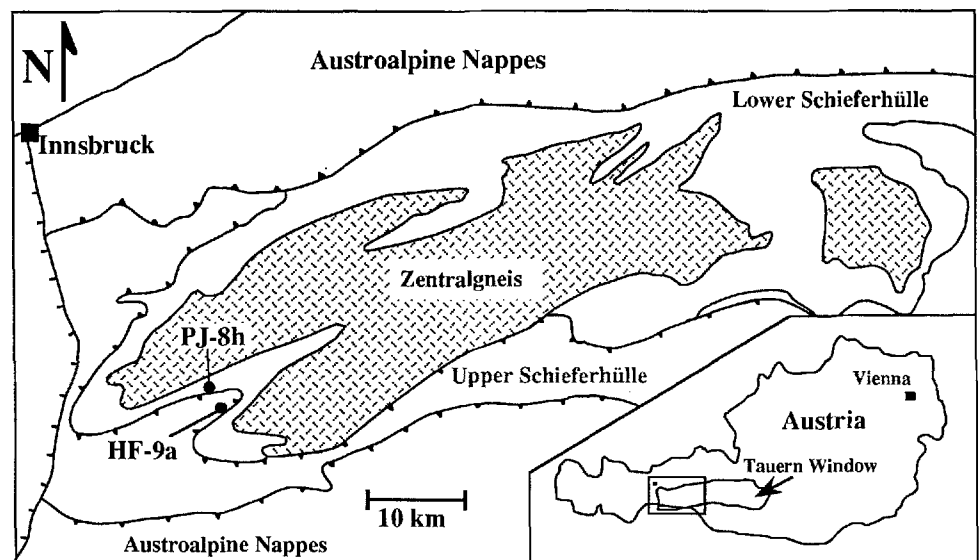 Austroalpine Nappes
N
Lower Schieferhülle
Innsbruck
Zentralgneis
PJ-8h
Upper Schieferhülle
HF-9a
Vienna
Austria
Tauern Window
10 km
Austroalpine Nappes